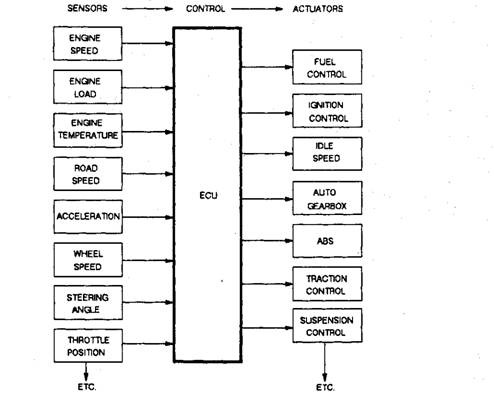 SENSORS CONTROL ACTUATORS
ENGINE
SPEED
ENGINE
LOAD
ENGINE
TEMPERATURE
ROAD
SPEED
ACCELERATION
WHEEL
SPEED
STEERING
ANGLE
THROTTLE
POSITION
ETC.
ECU
FUEL
CONTROL
IGNITION
CONTROL
IDLE
SPEED
AUTO
GEARBOX
ABS
TRACTION
CONTROL
SUSPENSION
CONTROL
ETC.